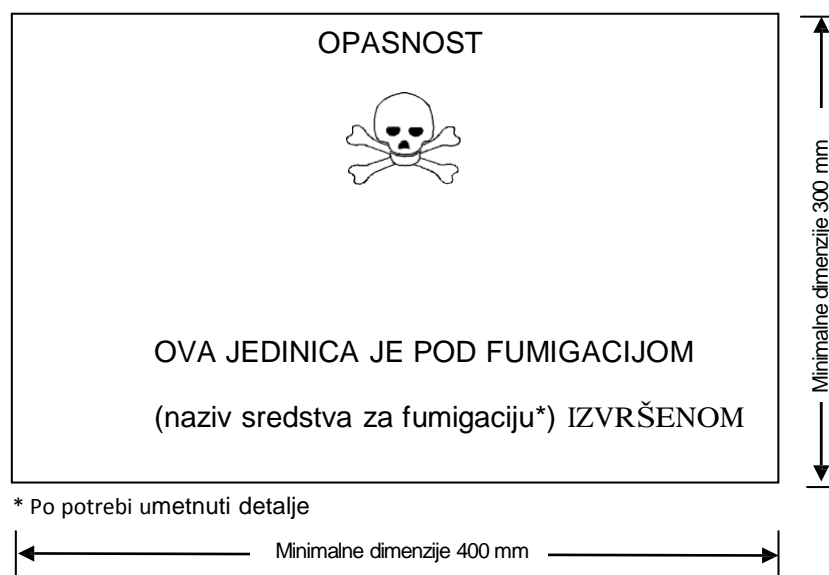 OPASNOST
OVA JEDINICA JE POD FUMIGACIJOM
(naziv sredstva za fumigaciju*) IZVRŠENOM
Minimalne dimenzije 300 mm
* Po potrebi umetnuti detalje
Minimalne dimenzije 400 mm